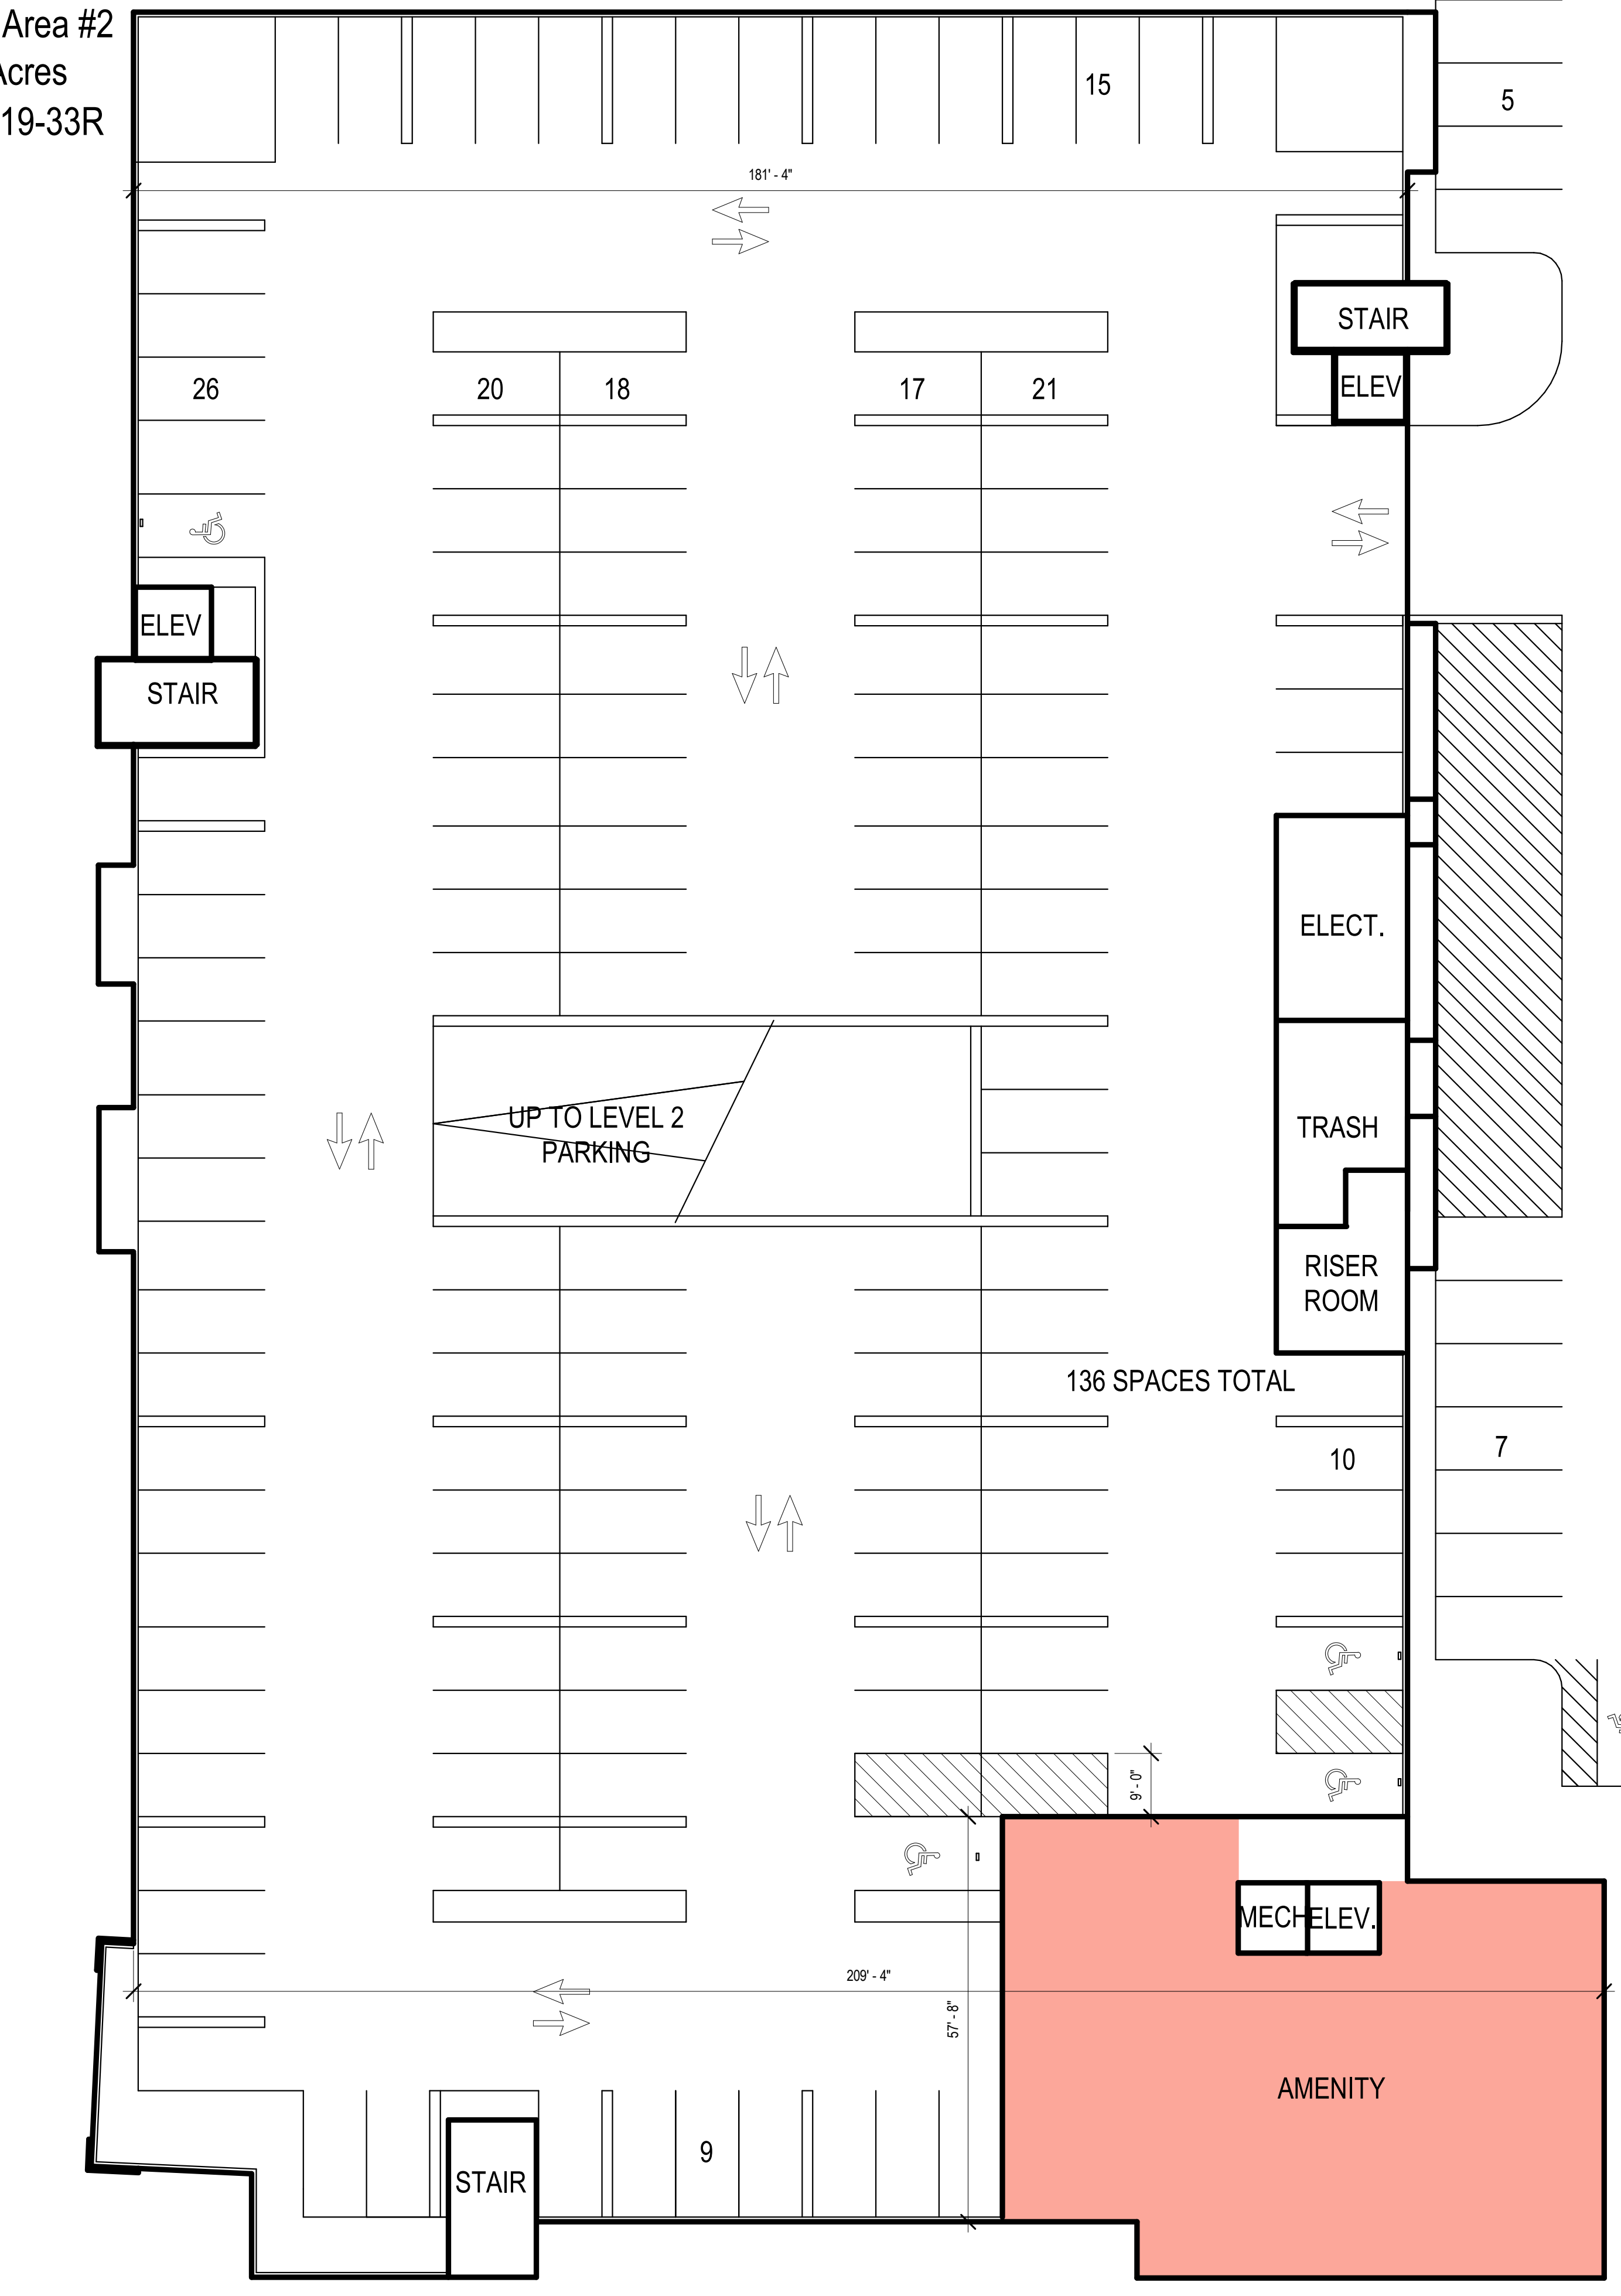 Area #2
Acres
19-33R
15
5
181' - 4"
STAIR
ELEV
26
20
18
17
21
ELEV
STAIR
ELECT.
UP TO LEVEL 2
PARKING
TRASH
RISER
ROOM
136 SPACES TOTAL
10
7
9' - 0"
MECH
ELEV.
209' - 4"
57' - 8"
AMENITY
9
STAIR